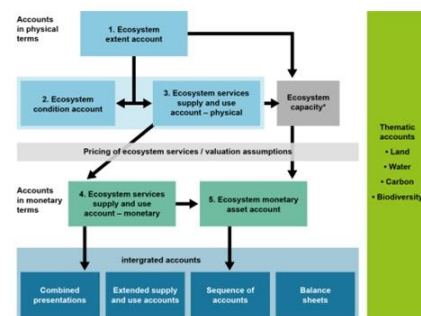 Accounts
in physical
terms
1. Ecosystem
extent account
2. Ecosystem
condition account
3. Ecosystem services
supply and use
account – physical
Ecosystem
capacity*
Pricing of ecosystem services / valuation assumptions
Accounts
in monetary
terms
4. Ecosystem services
supply and use
account – monetary
5. Ecosystem monetary
asset account
intergrated accounts
Combined
presentations
Extended supply
and use accounts
Sequence of
accounts
Balance
sheets
Thematic
accounts
• Land
• Water
• Carbon
• Biodiversity